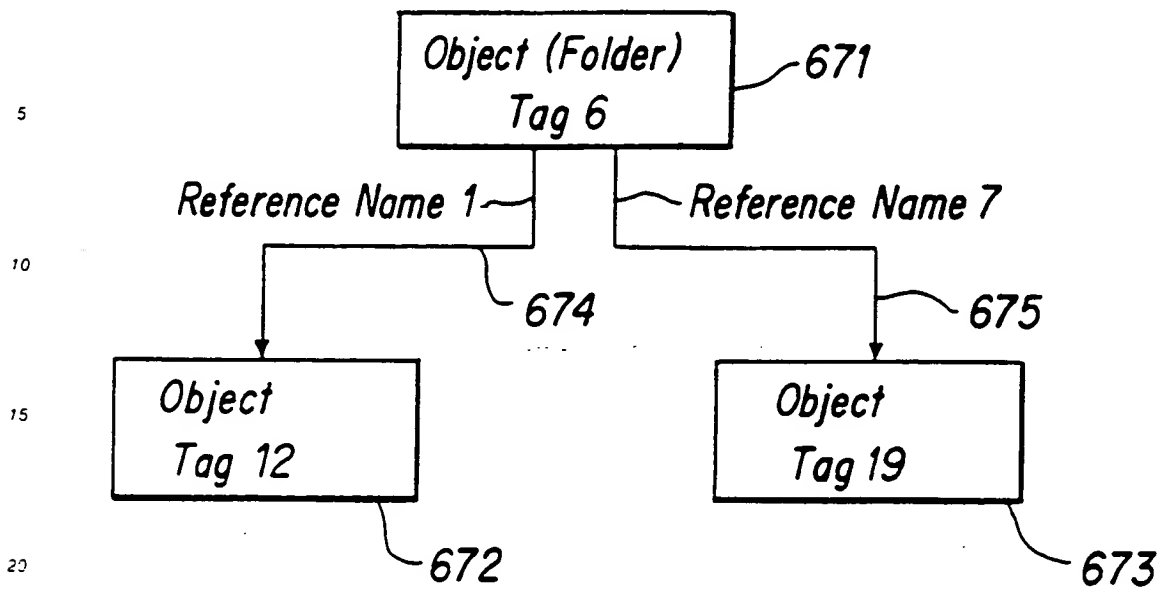 Object (Folder)
Tag 6
671
5
Reference Name 1
Reference Name 7
10
674
675
Object
Tag 12
15
Object
Tag 19
672
673
20